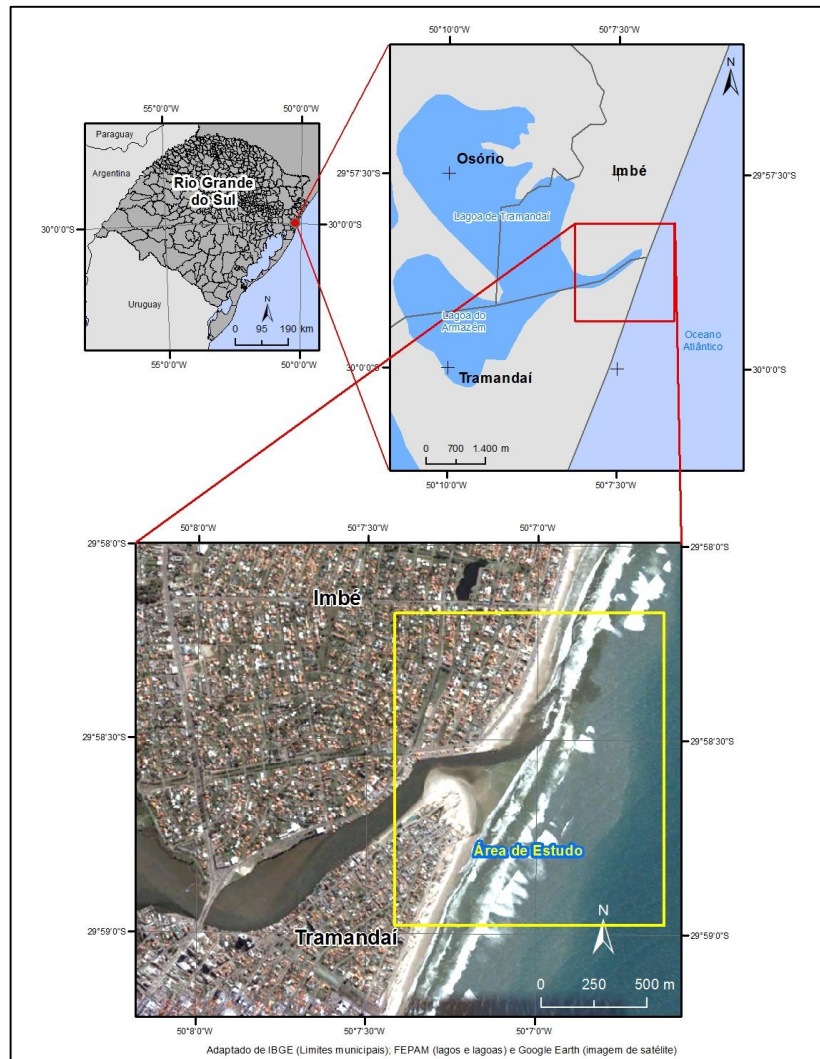 50°10'0"W
50°7'30"W
N
55°0'0"W
50°0'0"W
Paraguay
Argentina
Rio Grande
do Sul
30°0'0"S
30°0'0"S
Uruguay
N
0 95 190 km
55°0'0"W
50°0'0"W
Osório
Imbé
29°57'30"S
29°57'30"S
Lagoa de Tramandaí
Lagoa do
Armazém
Oceano
Atlântico
Tramandaí
30°0'0"S
30°0'0"S
0 700 1.400 m
50°10'0"W
50°7'30"W
50°8'0"W
50°7'30"W
50°7'0"W
29°58'0"S
29°58'0"S
Imbé
29°58'30"S
29°58'30"S
Área de Estudo
N
Tramandaí
29°59'0"S
29°59'0"S
0 250 500 m
50°8'0"W
50°7'30"W
50°7'0"W
Adaptado de IBGE (Limites municipais); FEPAM (lagos e lagoas) e Google Earth (imagem de satélite)